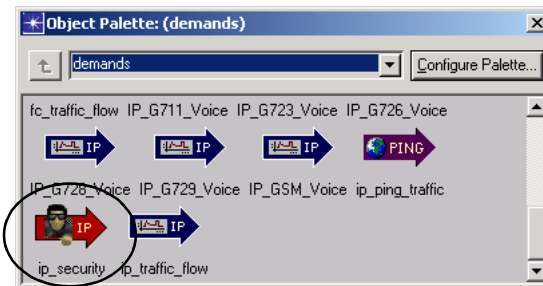 Object Palette: (demands)
demands
Configure Palette...
fc_traffic_flow IP_G711_Voice IP_G723_Voice IP_G726_Voice
IP IP IP PING
IP_G728_Voice IP_G729_Voice IP_GSM_Voice ip_ping_traffic
IP IP
ip_security ip_traffic_flow